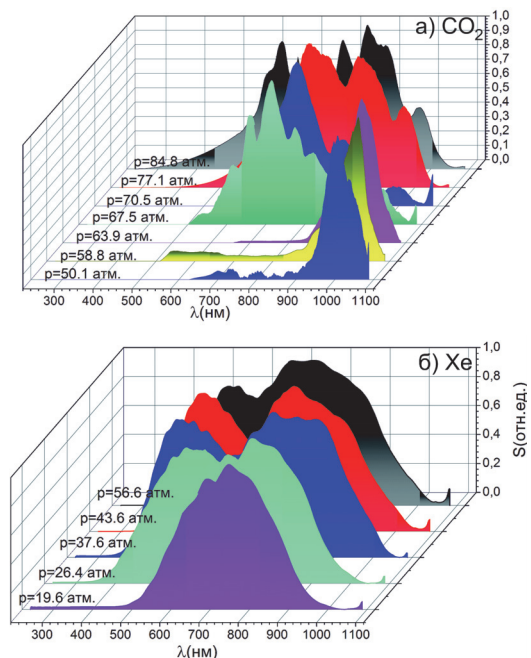 а) CO₂
1,0
0,9
0,8
0,7
0,6
0,5
0,4
0,3
0,2
0,1
0,0
p=84.8 атм.
p=77.1 атм.
p=70.5 атм.
p=67.5 атм.
p=63.9 атм.
p=58.8 атм.
p=50.1 атм.
300 400 500 600 700 800 900 1000 1100
λ(нм)
б) Xe
1,0
0,8
0,6
0,4
0,2
0,0
S(отн.ед.)
p=56.6 атм.
p=43.6 атм.
p=37.6 атм.
p=26.4 атм.
p=19.6 атм.
300 400 500 600 700 800 900 1000 1100
λ(нм)